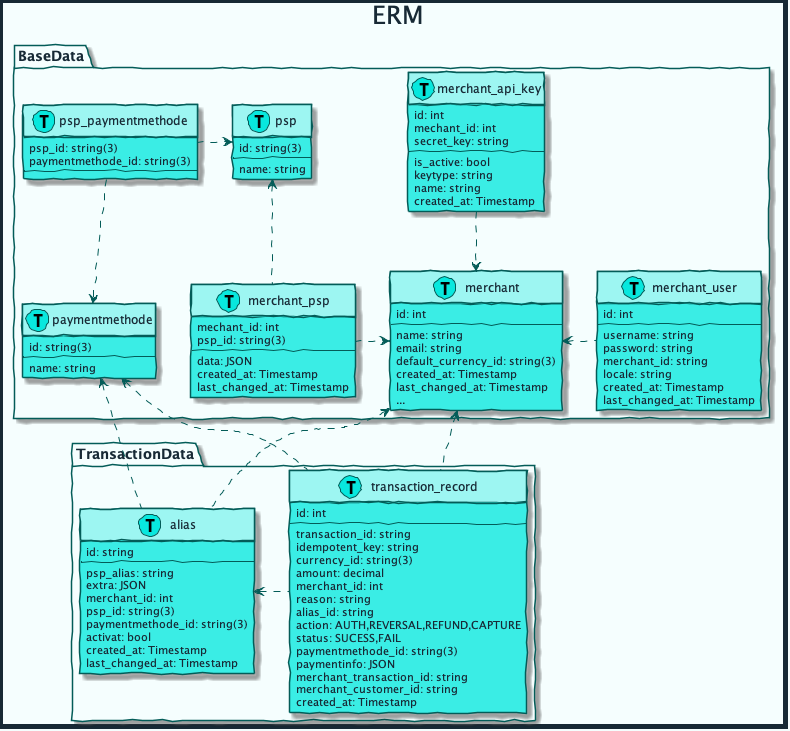 ERM
BaseData
T psp_paymentmethode
psp_id: string(3)
paymentmethode_id: string(3)
T psp
id: string(3)
name: string
T merchant_api_key
id: int
mechant_id: int
secret_key: string
is_active: bool
keytype: string
name: string
created_at: Timestamp
T paymentmethode
id: string(3)
name: string
T merchant_psp
mechant_id: int
psp_id: string(3)
data: JSON
created_at: Timestamp
last_changed_at: Timestamp
T merchant
id: int
name: string
email: string
default_currency_id: string(3)
created_at: Timestamp
last_changed_at: Timestamp
...
T merchant_user
id: int
username: string
password: string
merchant_id: string
locale: string
created_at: Timestamp
last_changed_at: Timestamp
TransactionData
T alias
id: string
psp_alias: string
extra: JSON
merchant_id: int
psp_id: string(3)
paymentmethode_id: string(3)
activat: bool
created_at: Timestamp
last_changed_at: Timestamp
T transaction_record
id: int
transaction_id: string
idempotent_key: string
currency_id: string(3)
amount: decimal
merchant_id: int
reason: string
alias_id: string
action: AUTH,REVERSAL,REFUND,CAPTURE
status: SUCESS,FAIL
paymentmethode_id: string(3)
paymentinfo: JSON
merchant_transaction_id: string
merchant_customer_id: string
created_at: Timestamp